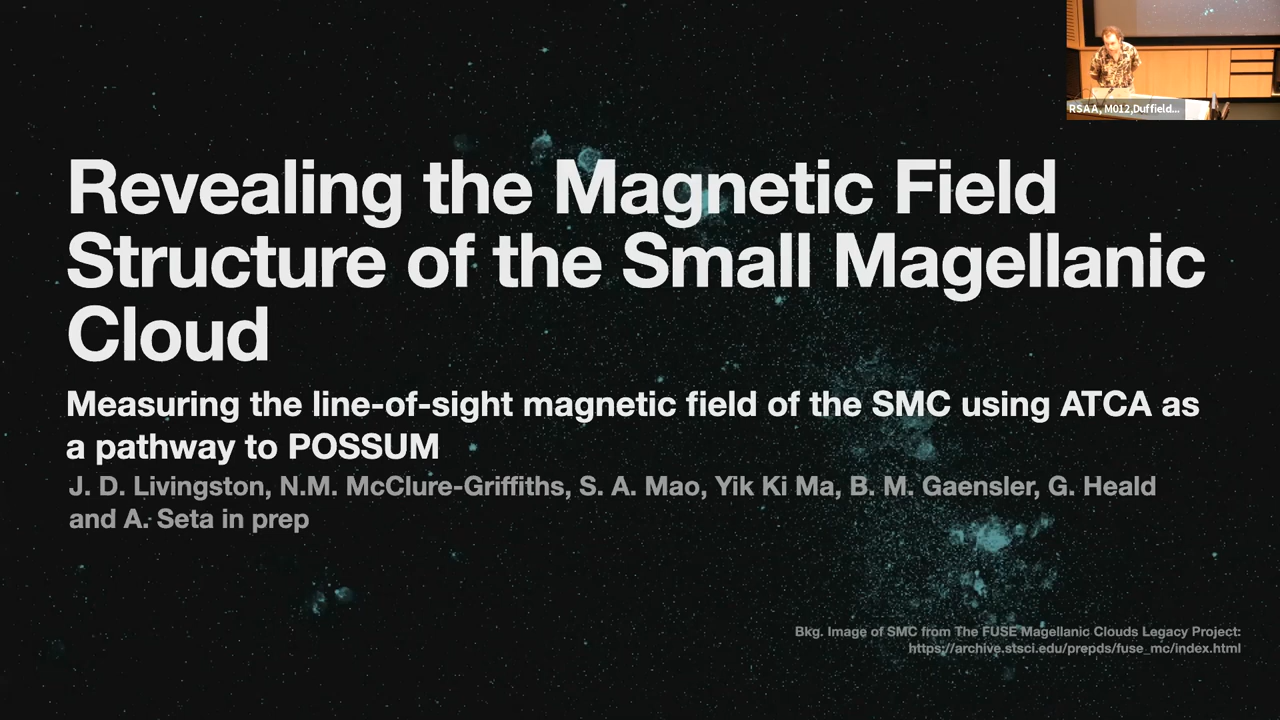 RSAA, M012,Duffield...
Revealing the Magnetic Field
Structure of the Small Magellanic
Cloud
Measuring the line-of-sight magnetic field of the SMC using ATCA as
a pathway to POSSUM
J. D. Livingston, N.M. McClure-Griffiths, S. A. Mao, Yik Ki Ma, B. M. Gaensler, G. Heald
and A. Seta in prep
Bkg. Image of SMC from The FUSE Magellanic Clouds Legacy Project:
https://archive.stsci.edu/prepds/fuse_mc/index.html